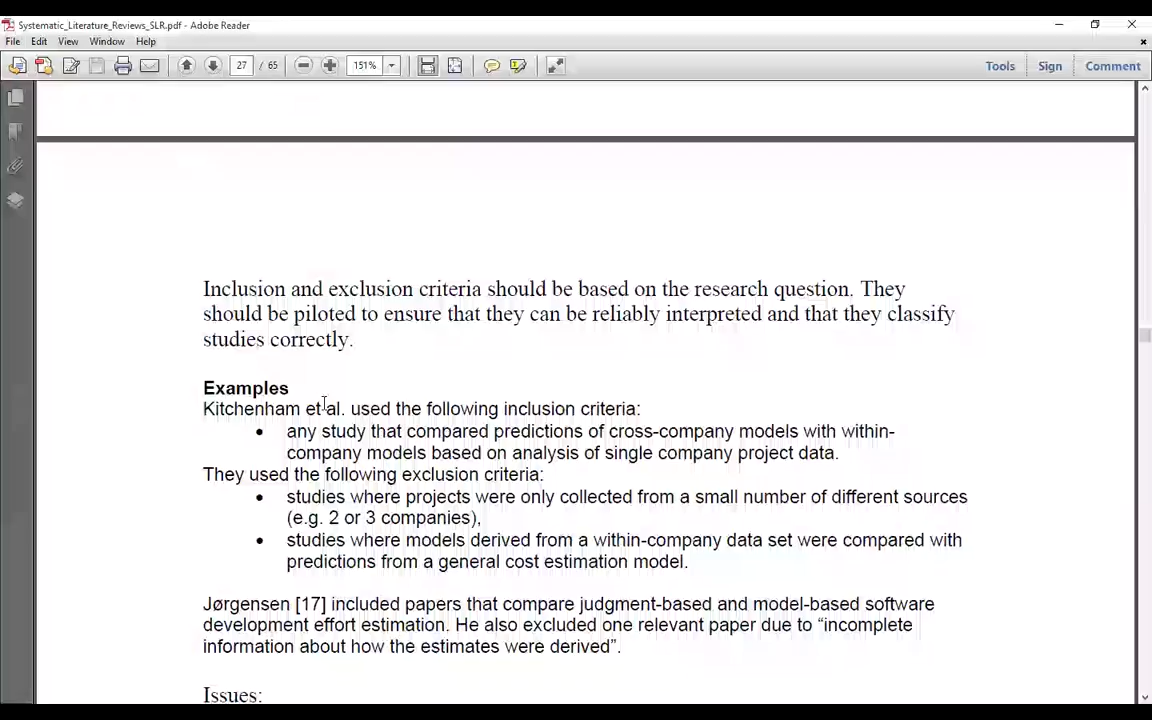 Systematic_Literature_Reviews_SLR.pdf - Adobe Reader
File Edit View Window Help
27 / 65 151% Tools Sign Comment
Inclusion and exclusion criteria should be based on the research question. They
should be piloted to ensure that they can be reliably interpreted and that they classify
studies correctly.
Examples
Kitchenham et al. used the following inclusion criteria:
• any study that compared predictions of cross-company models with within-
company models based on analysis of single company project data.
They used the following exclusion criteria:
• studies where projects were only collected from a small number of different sources
(e.g. 2 or 3 companies),
• studies where models derived from a within-company data set were compared with
predictions from a general cost estimation model.
Jørgensen [17] included papers that compare judgment-based and model-based software
development effort estimation. He also excluded one relevant paper due to “incomplete
information about how the estimates were derived”.
Issues: